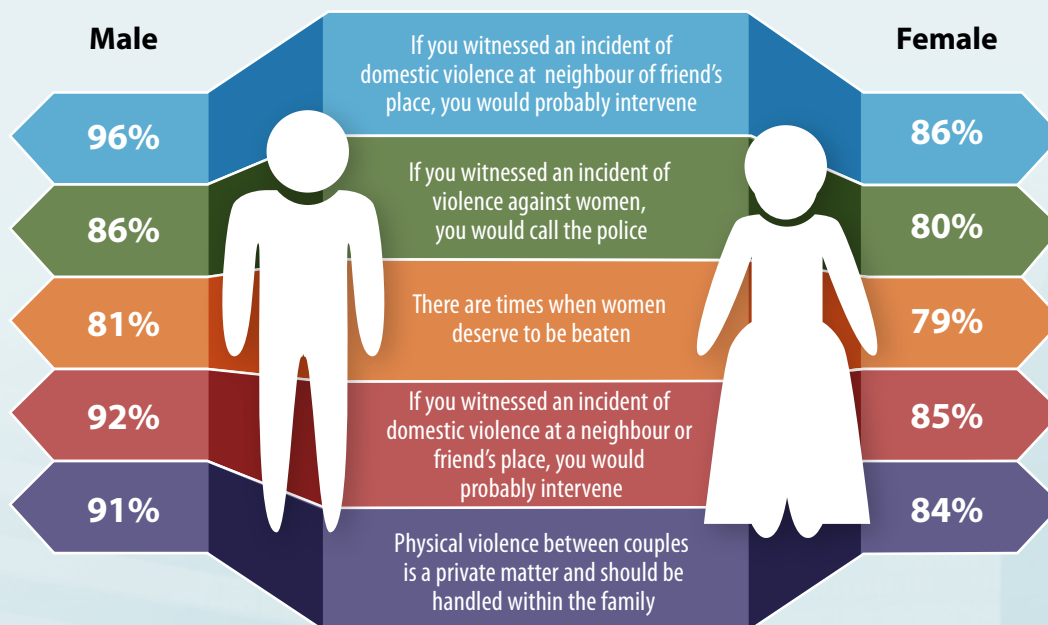 Male
Female
If you witnessed an incident of
domestic violence at neighbour of friend's
place, you would probably intervene
96%
86%
If you witnessed an incident of
violence against women,
you would call the police
86%
80%
There are times when women
deserve to be beaten
81%
79%
If you witnessed an incident of
domestic violence at a neighbour or
friend's place, you would
probably intervene
92%
85%
Physical violence between couples
is a private matter and should be
handled within the family
91%
84%